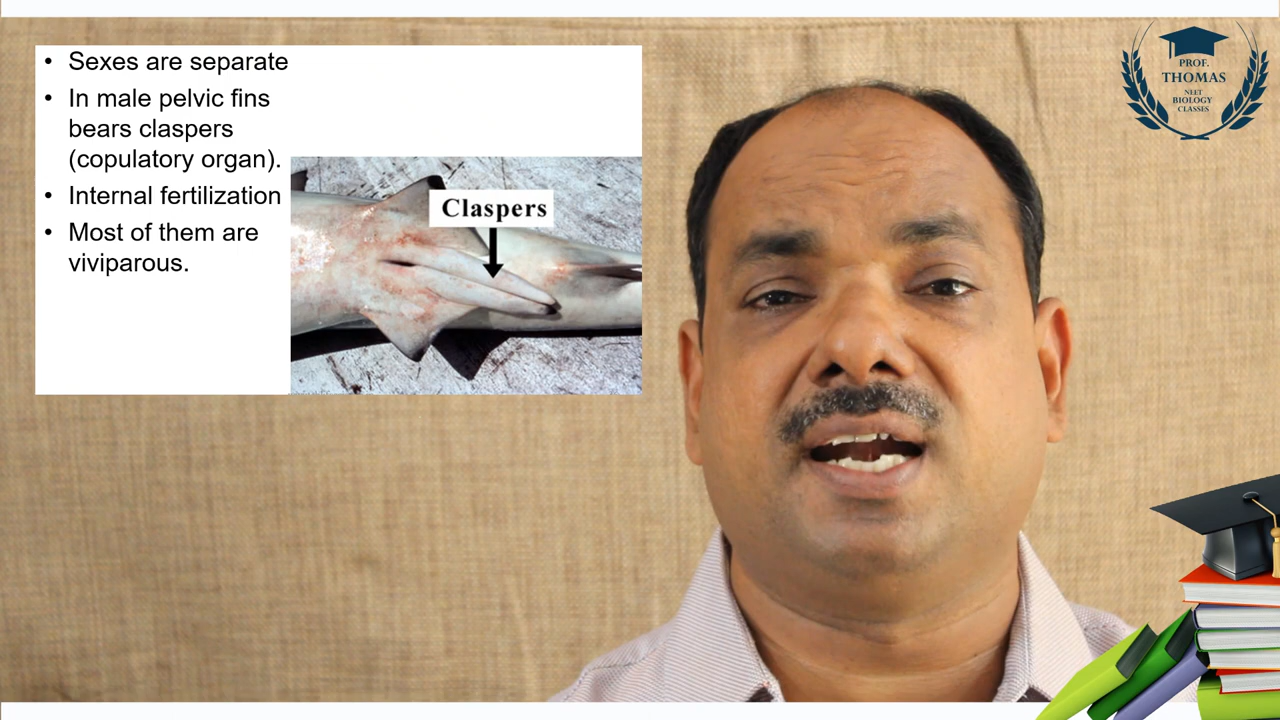 • Sexes are separate
• In male pelvic fins
bears claspers
(copulatory organ).
• Internal fertilization
• Most of them are
viviparous.
Claspers
PROF.
THOMAS
NEET
BIOLOGY
CLASSES